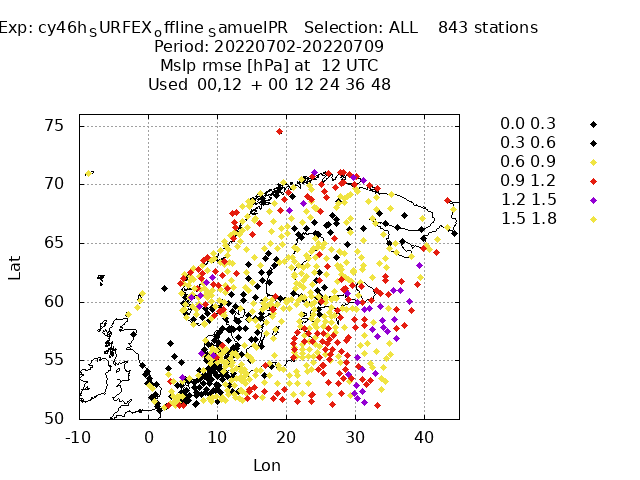 Exp: cy46hSURFEXoffline SamuelPR Selection: ALL 843 stations
Period: 20220702-20220709
Mslp rmse [hPa] at 12 UTC
Used 00,12 + 00 12 24 36 48
75
70
65
60
55
50
-10 0 10 20 30 40
Lat
Lon
0.0 0.3
0.3 0.6
0.6 0.9
0.9 1.2
1.2 1.5
1.5 1.8